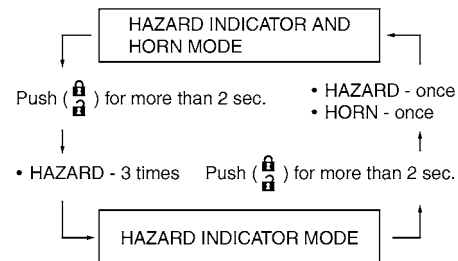 HAZARD INDICATOR AND
HORN MODE
Push ( ) for more than 2 sec.
• HAZARD - once
• HORN - once
• HAZARD - 3 times
Push ( ) for more than 2 sec.
HAZARD INDICATOR MODE